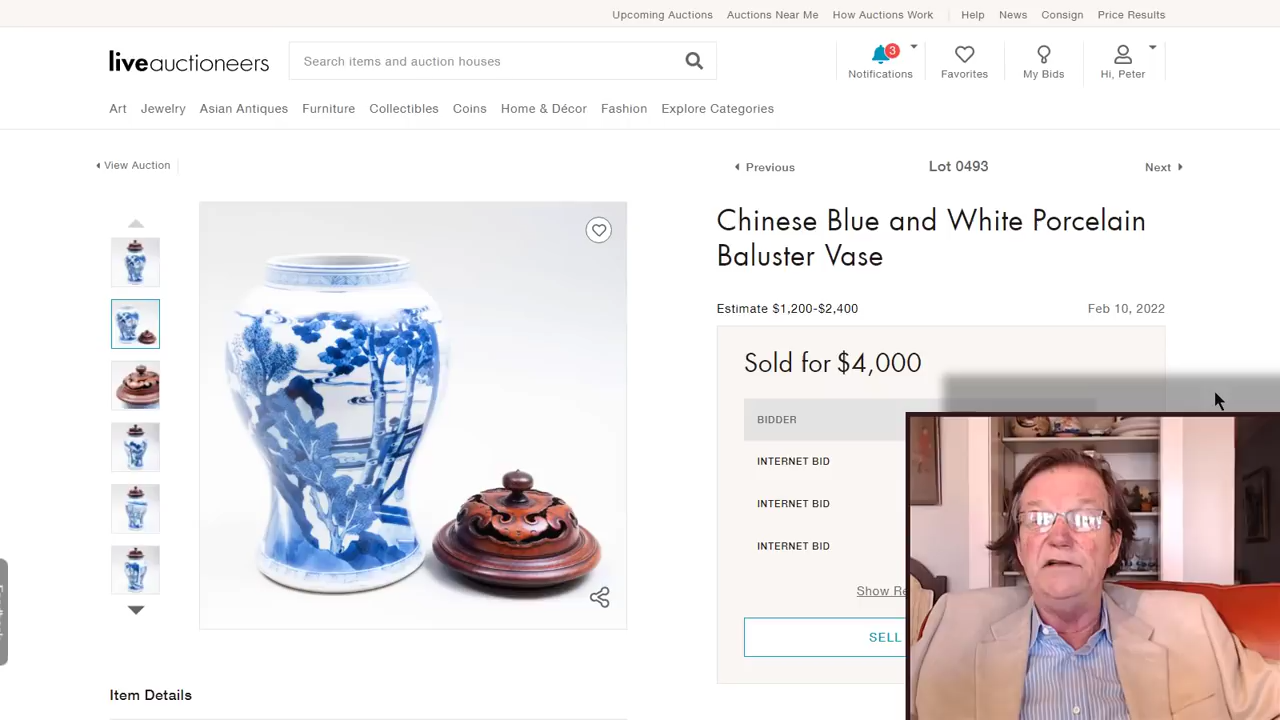 Upcoming Auctions Auctions Near Me How Auctions Work Help News Consign Price Results
liveauctioneers
Search items and auction houses
3
Notifications Favorites My Bids Hi, Peter
Art Jewelry Asian Antiques Furniture Collectibles Coins Home & Décor Fashion Explore Categories
View Auction
Previous Lot 0493 Next
Chinese Blue and White Porcelain
Baluster Vase
Estimate $1,200-$2,400 Feb 10, 2022
Sold for $4,000
BIDDER
INTERNET BID
INTERNET BID
INTERNET BID
Show Re
SELL
Item Details